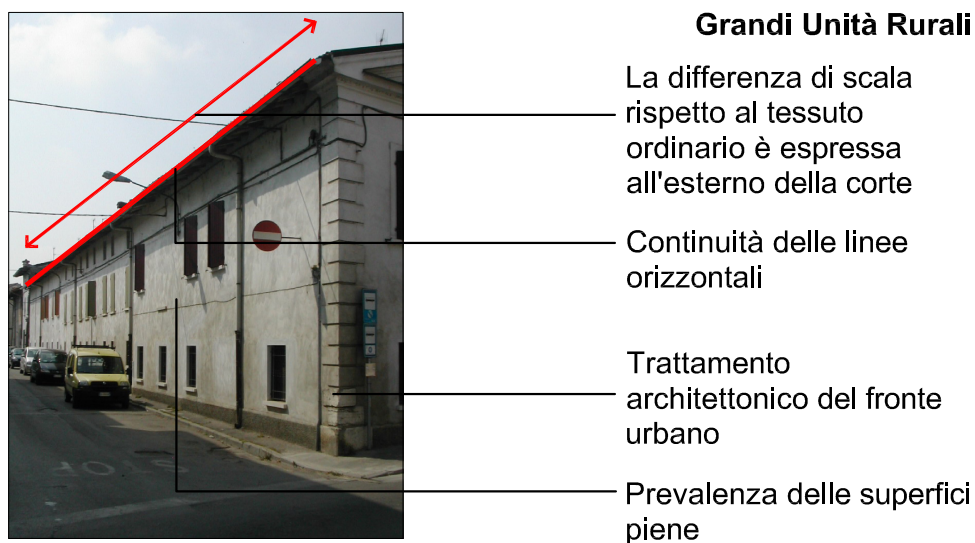 Grandi Unità Rurali
La differenza di scala
rispetto al tessuto
ordinario è espressa
all'esterno della corte
Continuità delle linee
orizzontali
Trattamento
architettonico del fronte
urbano
Prevalenza delle superfici
piene